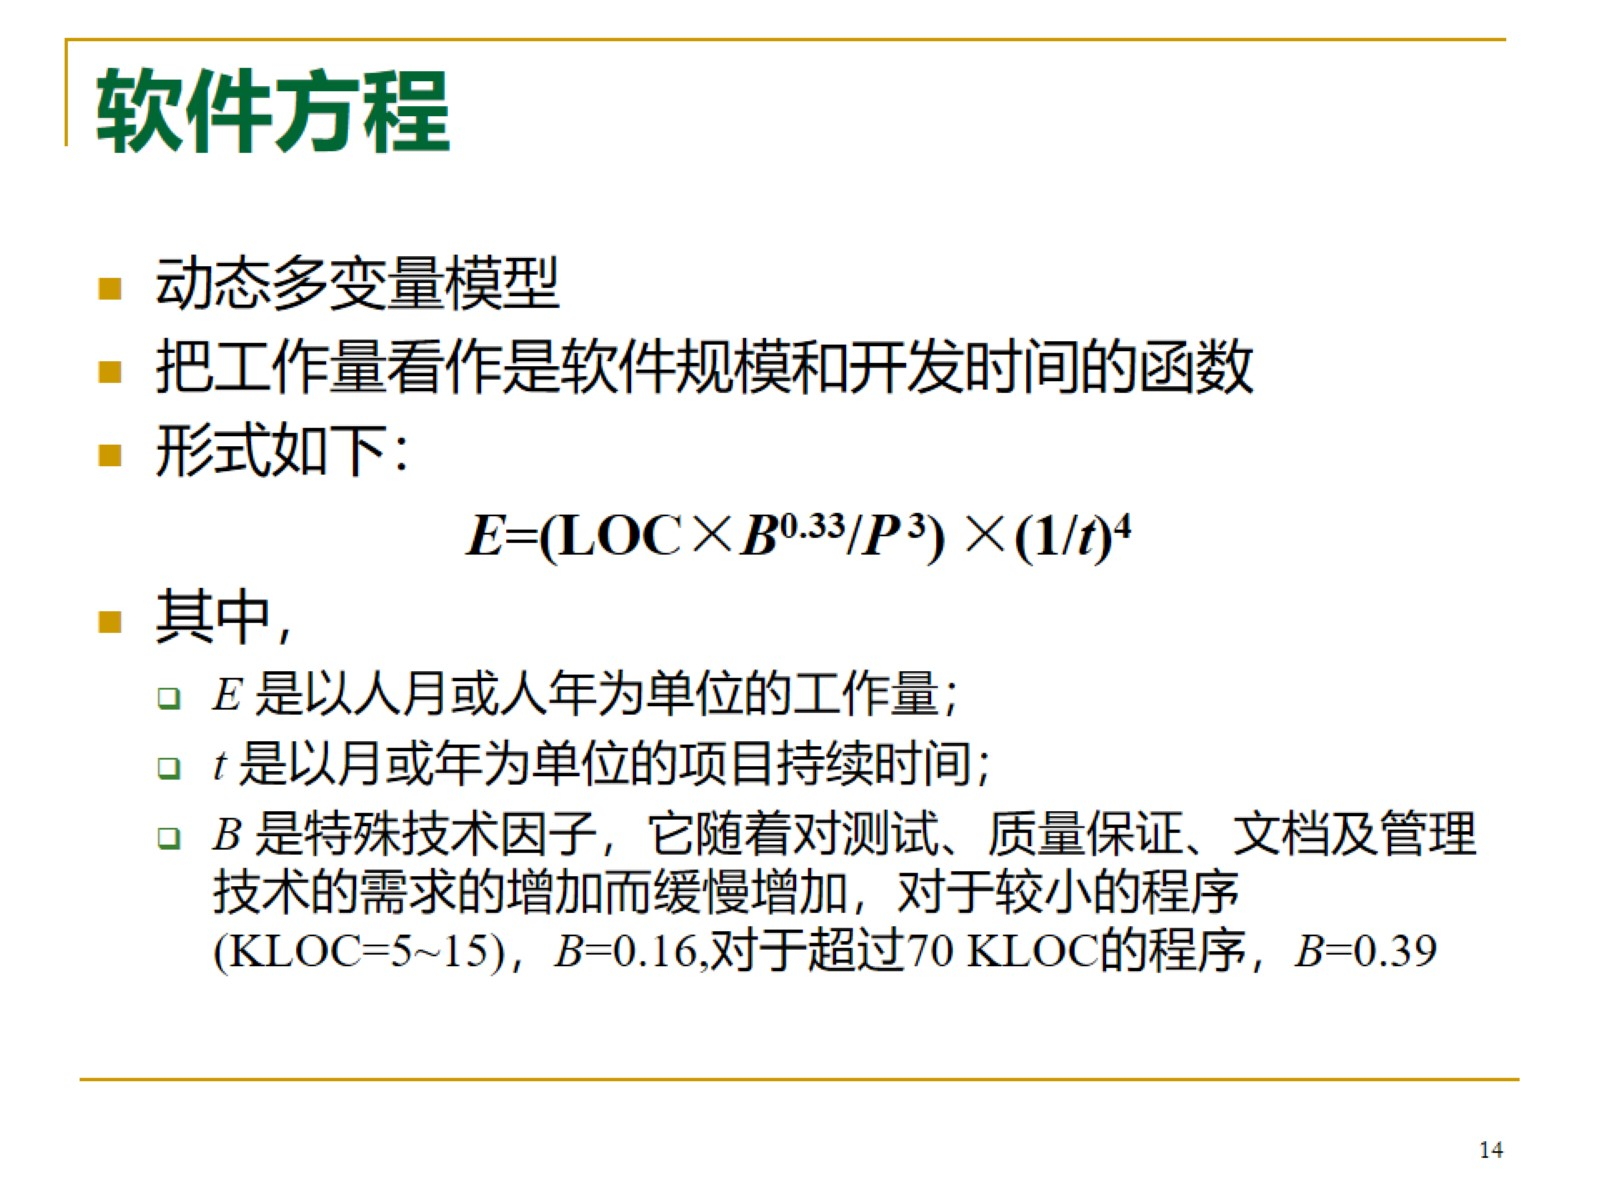 软件方程
动态多变量模型
把工作量看作是软件规模和开发时间的函数
形式如下：
E=(LOC×B^0.33/P^3) ×(1/t)^4
其中，
E 是以人月或人年为单位的工作量；
t 是以月或年为单位的项目持续时间；
B 是特殊技术因子，它随着对测试、质量保证、文档及管理
技术的需求的增加而缓慢增加，对于较小的程序
(KLOC=5~15)，B=0.16,对于超过70 KLOC的程序，B=0.39
14